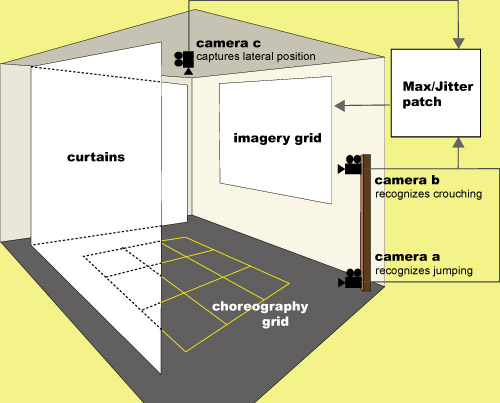 camera c
captures lateral position
Max/Jitter
patch
imagery grid
curtains
camera b
recognizes crouching
camera a
recognizes jumping
choreography
grid